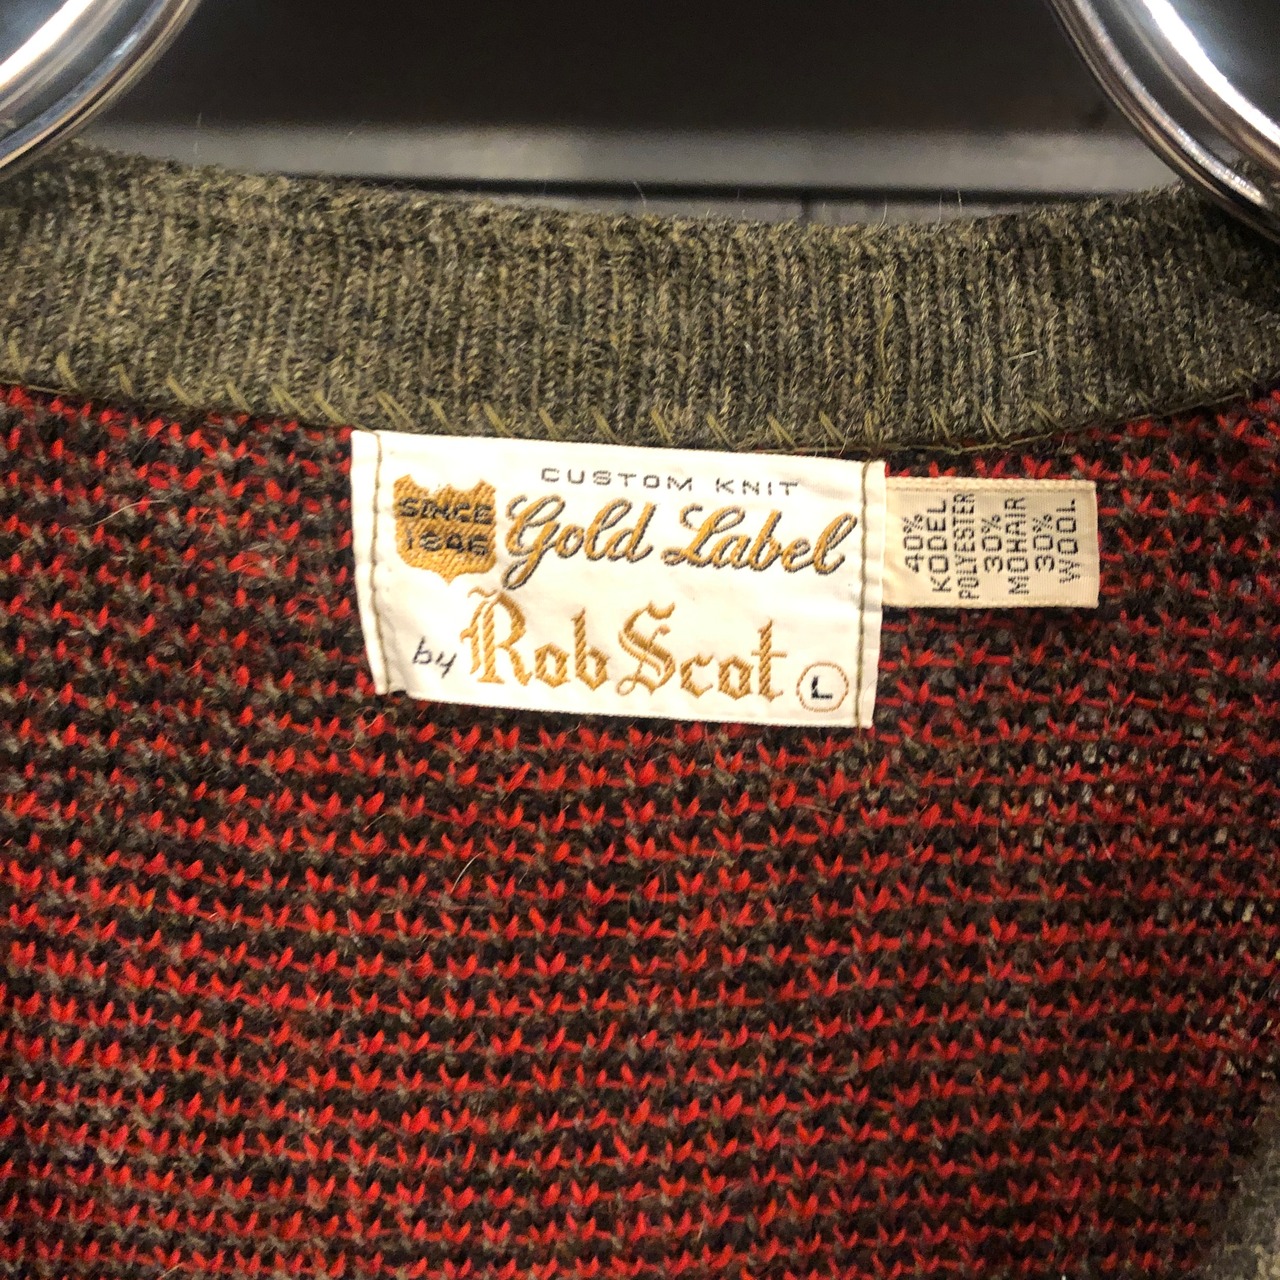 CUSTOM KNIT
SINCE
1846
Gold Label
by Rob Scot
L
40%
KODEL
POLYESTER
30%
MOHAIR
30%
WOOL